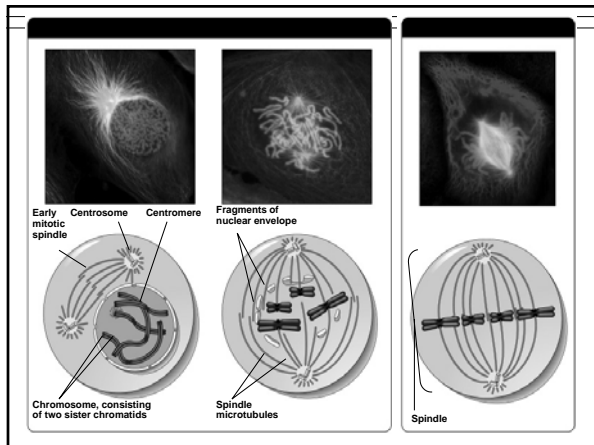 Early
mitotic
spindle
Centrosome
Centromere
Fragments of
nuclear envelope
Chromosome, consisting
of two sister chromatids
Spindle
microtubules
Spindle